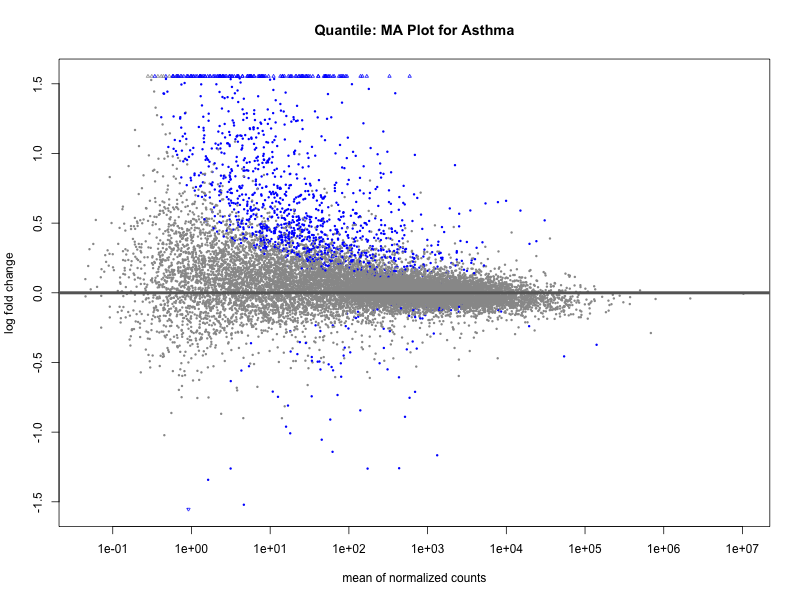 Quantile: MA Plot for Asthma
log fold change
1.5
1.0
0.5
0.0
-0.5
-1.0
-1.5
1e-01 1e+00 1e+01 1e+02 1e+03 1e+04 1e+05 1e+06 1e+07
mean of normalized counts